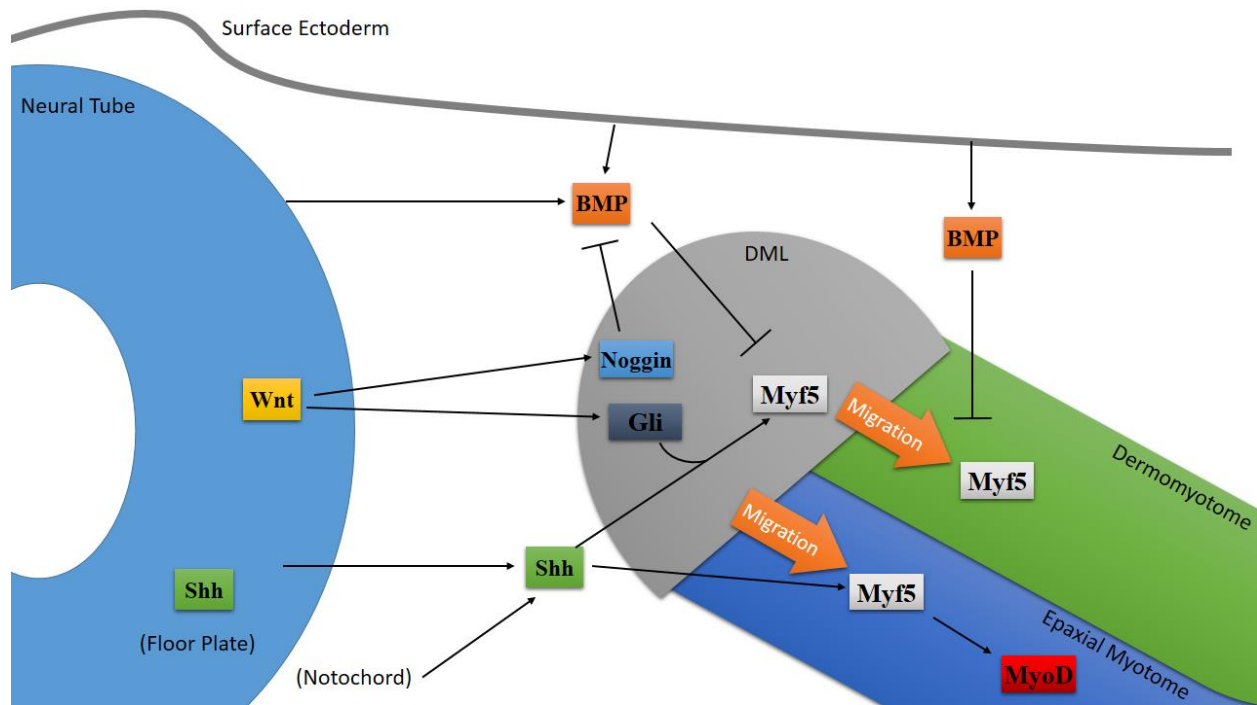 Surface Ectoderm
Neural Tube
BMP
BMP
DML
Noggin
Wnt
Gli
Myf5
Migration
Myf5
Dermomyotome
Migration
Shh
Shh
Myf5
(Floor Plate)
(Notochord)
Epaxial Myotome
MyoD